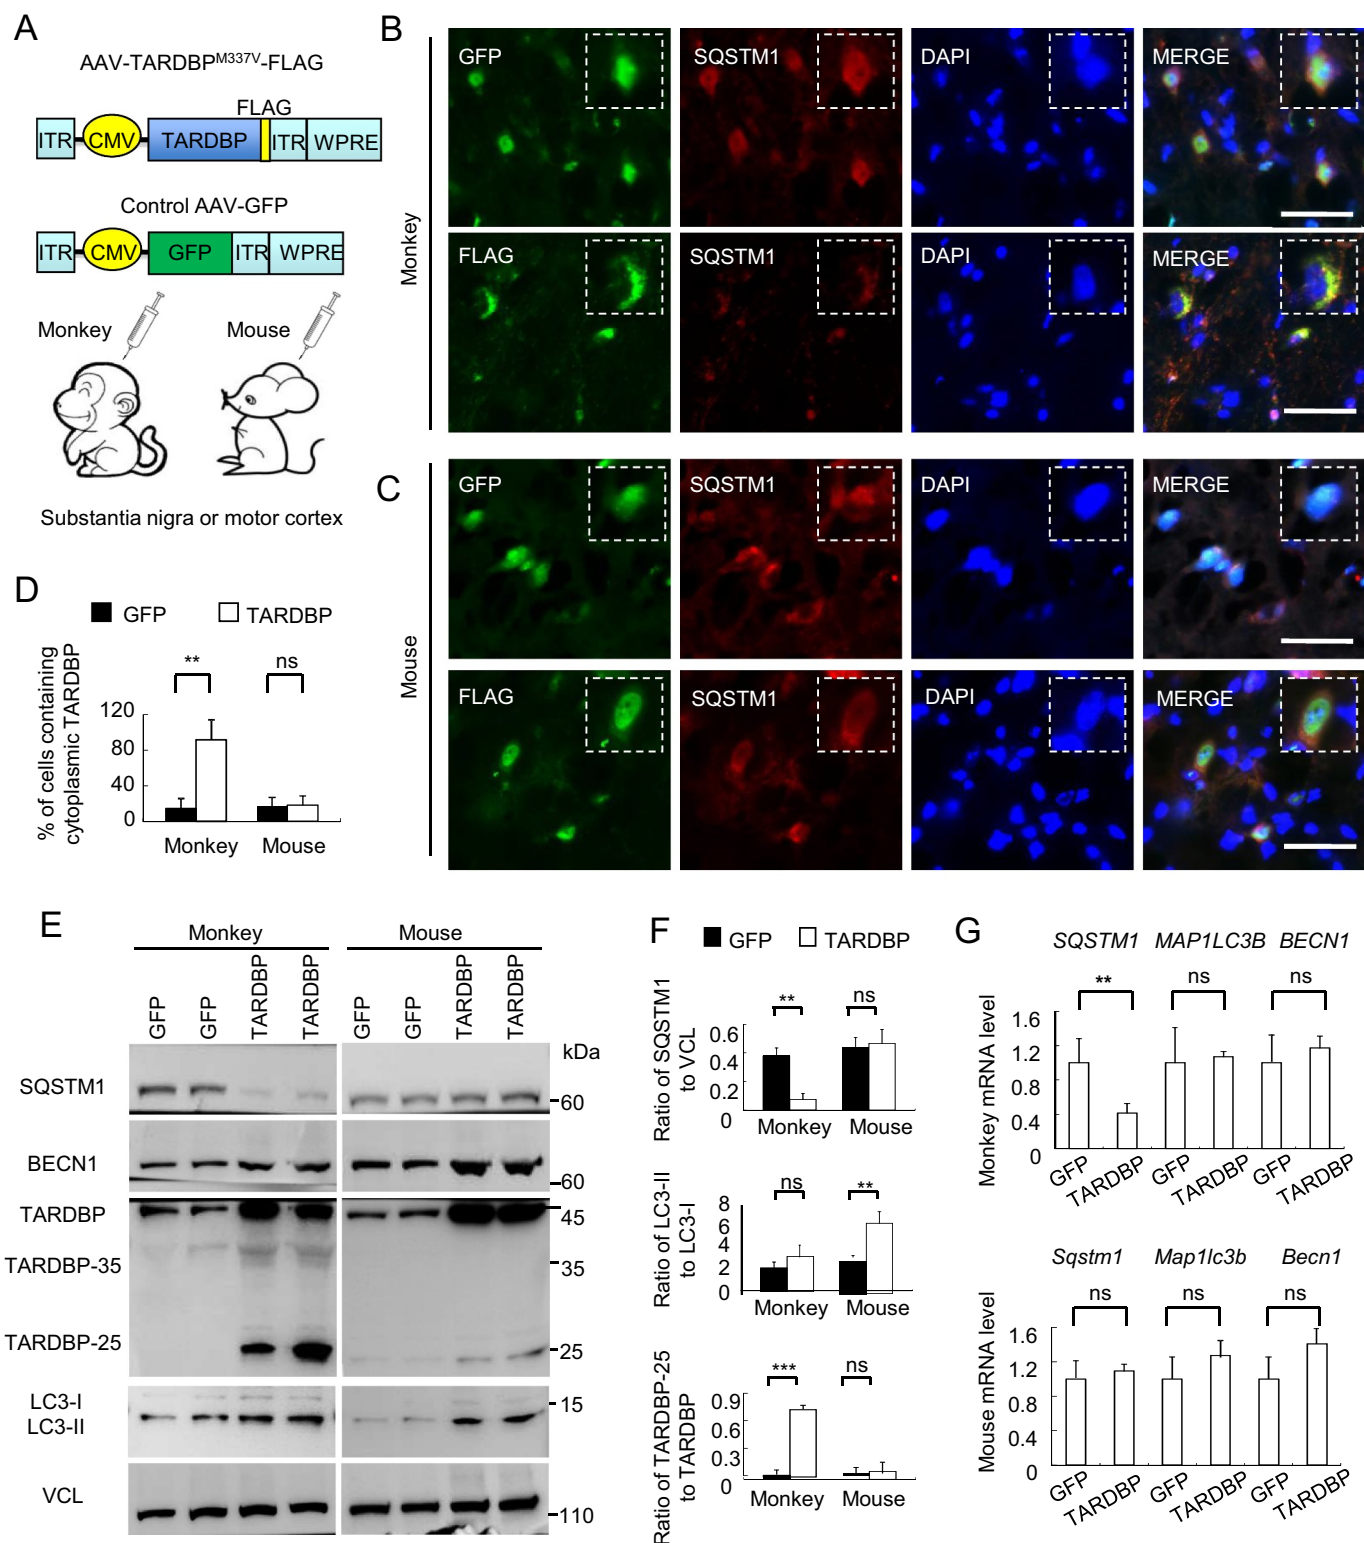 A
AAV-TARDBPM337V-FLAG
FLAG
ITR CMV TARDBP ITR WPRE
Control AAV-GFP
ITR CMV GFP ITR WPRE
Monkey Mouse
Substantia nigra or motor cortex
B
Monkey
GFP SQSTM1 DAPI MERGE
FLAG SQSTM1 DAPI MERGE
C
Mouse
GFP SQSTM1 DAPI MERGE
FLAG SQSTM1 DAPI MERGE
D
GFP TARDBP
% of cells containing
cytoplasmic TARDBP
** ns
120
80
40
0
Monkey Mouse
E
Monkey Mouse
GFP GFP TARDBP TARDBP GFP GFP TARDBP TARDBP
kDa
SQSTM1 60
BECN1 60
TARDBP 45
TARDBP-35 35
TARDBP-25 25
LC3-I 15
LC3-II
VCL 110
F
GFP TARDBP
Ratio of SQSTM1
to VCL
** ns
0.6
0.4
0.2
0
Monkey Mouse
Ratio of LC3-II
to LC3-I
ns **
8
6
4
2
0
Monkey Mouse
Ratio of TARDBP-25
to TARDBP
*** ns
0.9
0.6
0.3
0
Monkey Mouse
G
SQSTM1 MAP1LC3B BECN1
Monkey mRNA level
** ns ns
1.6
1.2
0.8
0.4
0
GFP TARDBP GFP TARDBP GFP TARDBP
Sqstm1 Map1lc3b Becn1
Mouse mRNA level
ns ns ns
1.6
1.2
0.8
0.4
0
GFP TARDBP GFP TARDBP GFP TARDBP